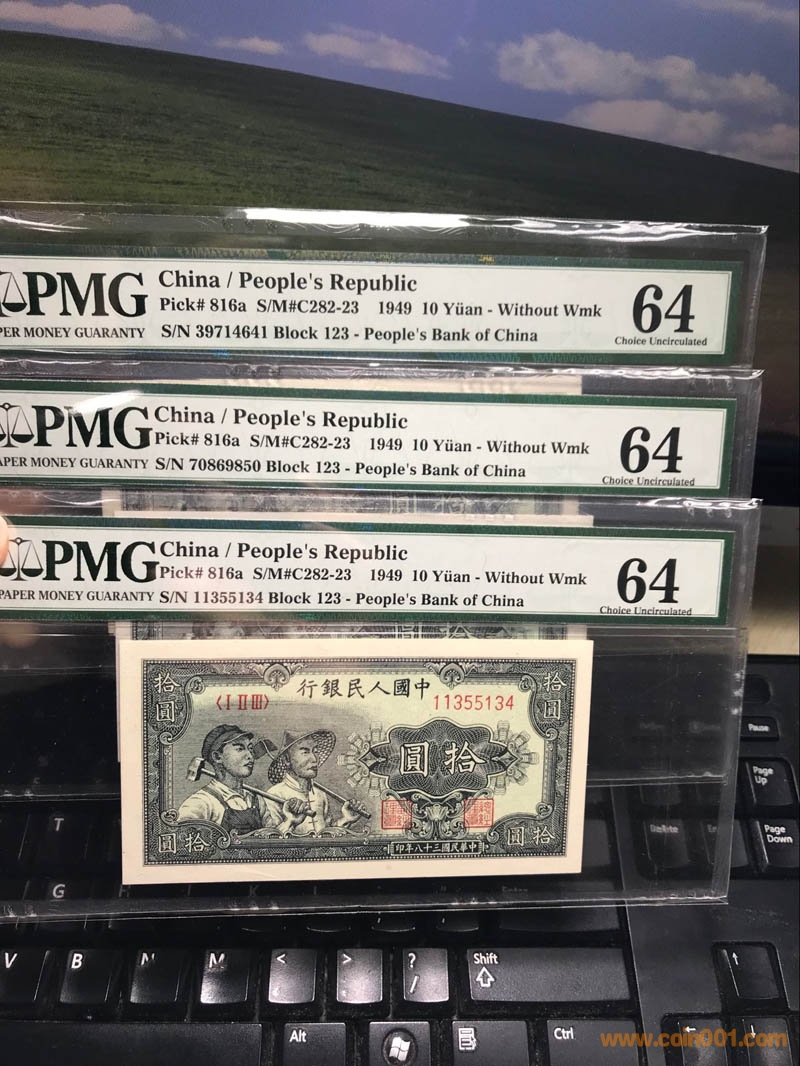 PMG
PER MONEY GUARANTY
China / People's Republic
Pick# 816a S/M#C282-23 1949 10 Yüan - Without Wmk
S/N 39714641 Block 123 - People's Bank of China
64
Choice Uncirculated
PMG
APER MONEY GUARANTY
China / People's Republic
Pick# 816a S/M#C282-23 1949 10 Yüan - Without Wmk
S/N 70869850 Block 123 - People's Bank of China
64
Choice Uncirculated
PMG
PAPER MONEY GUARANTY
China / People's Republic
Pick# 816a S/M#C282-23 1949 10 Yüan - Without Wmk
S/N 11355134 Block 123 - People's Bank of China
64
Choice Uncirculated
拾圓
行銀民人國中
拾圓
〈I II III〉
11355134
圓拾
圓拾
印年八十三國民華中
圓拾
Pause
Page Up
Delete
Page Down
T
G
V
B
N
M
<
>
?
/
Shift
Alt
Ctrl
www.coin001.com